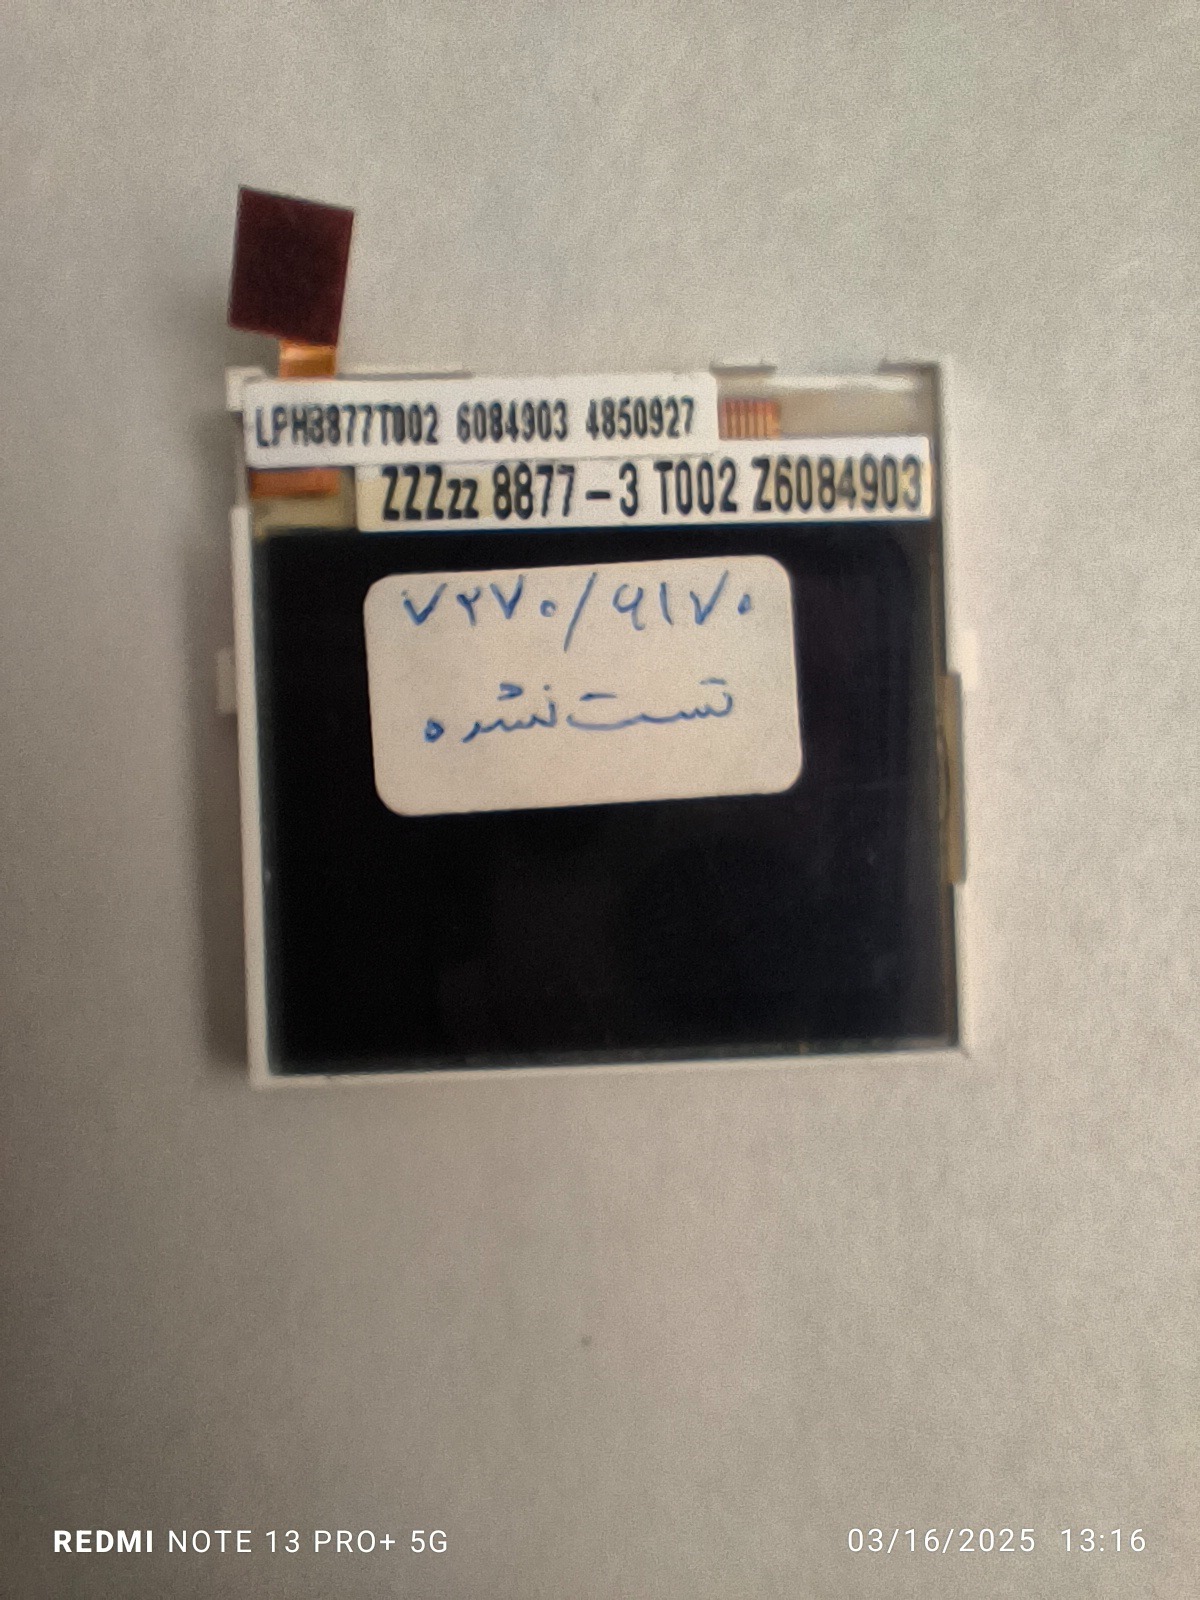 LPH8877T002 6084903 4850927
ZZZzz 8877-3 T002 Z6084903
۷۲۷۰/۶۱۷۰
تست نشده
REDMI NOTE 13 PRO+ 5G
03/16/2025 13:16